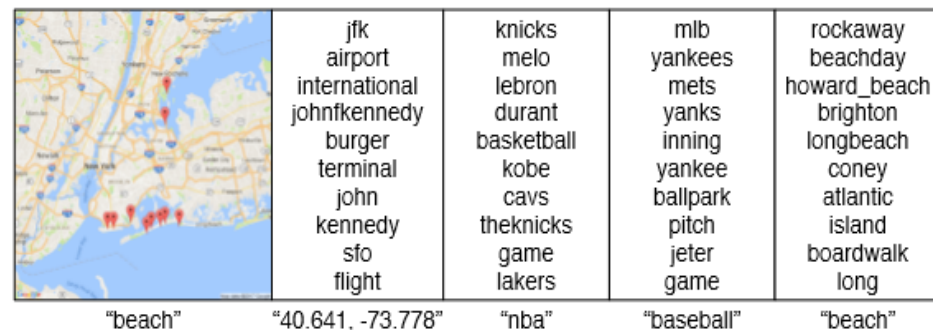 jfk
airport
international
johnfkennedy
burger
terminal
john
kennedy
sfo
flight
knicks
melo
lebron
durant
basketball
kobe
cavs
theknicks
game
lakers
mlb
yankees
mets
yanks
inning
yankee
ballpark
pitch
jeter
game
rockaway
beachday
howard_beach
brighton
longbeach
coney
atlantic
island
boardwalk
long
New York
"beach"
"40.641, -73.778"
"nba"
"baseball"
"beach"